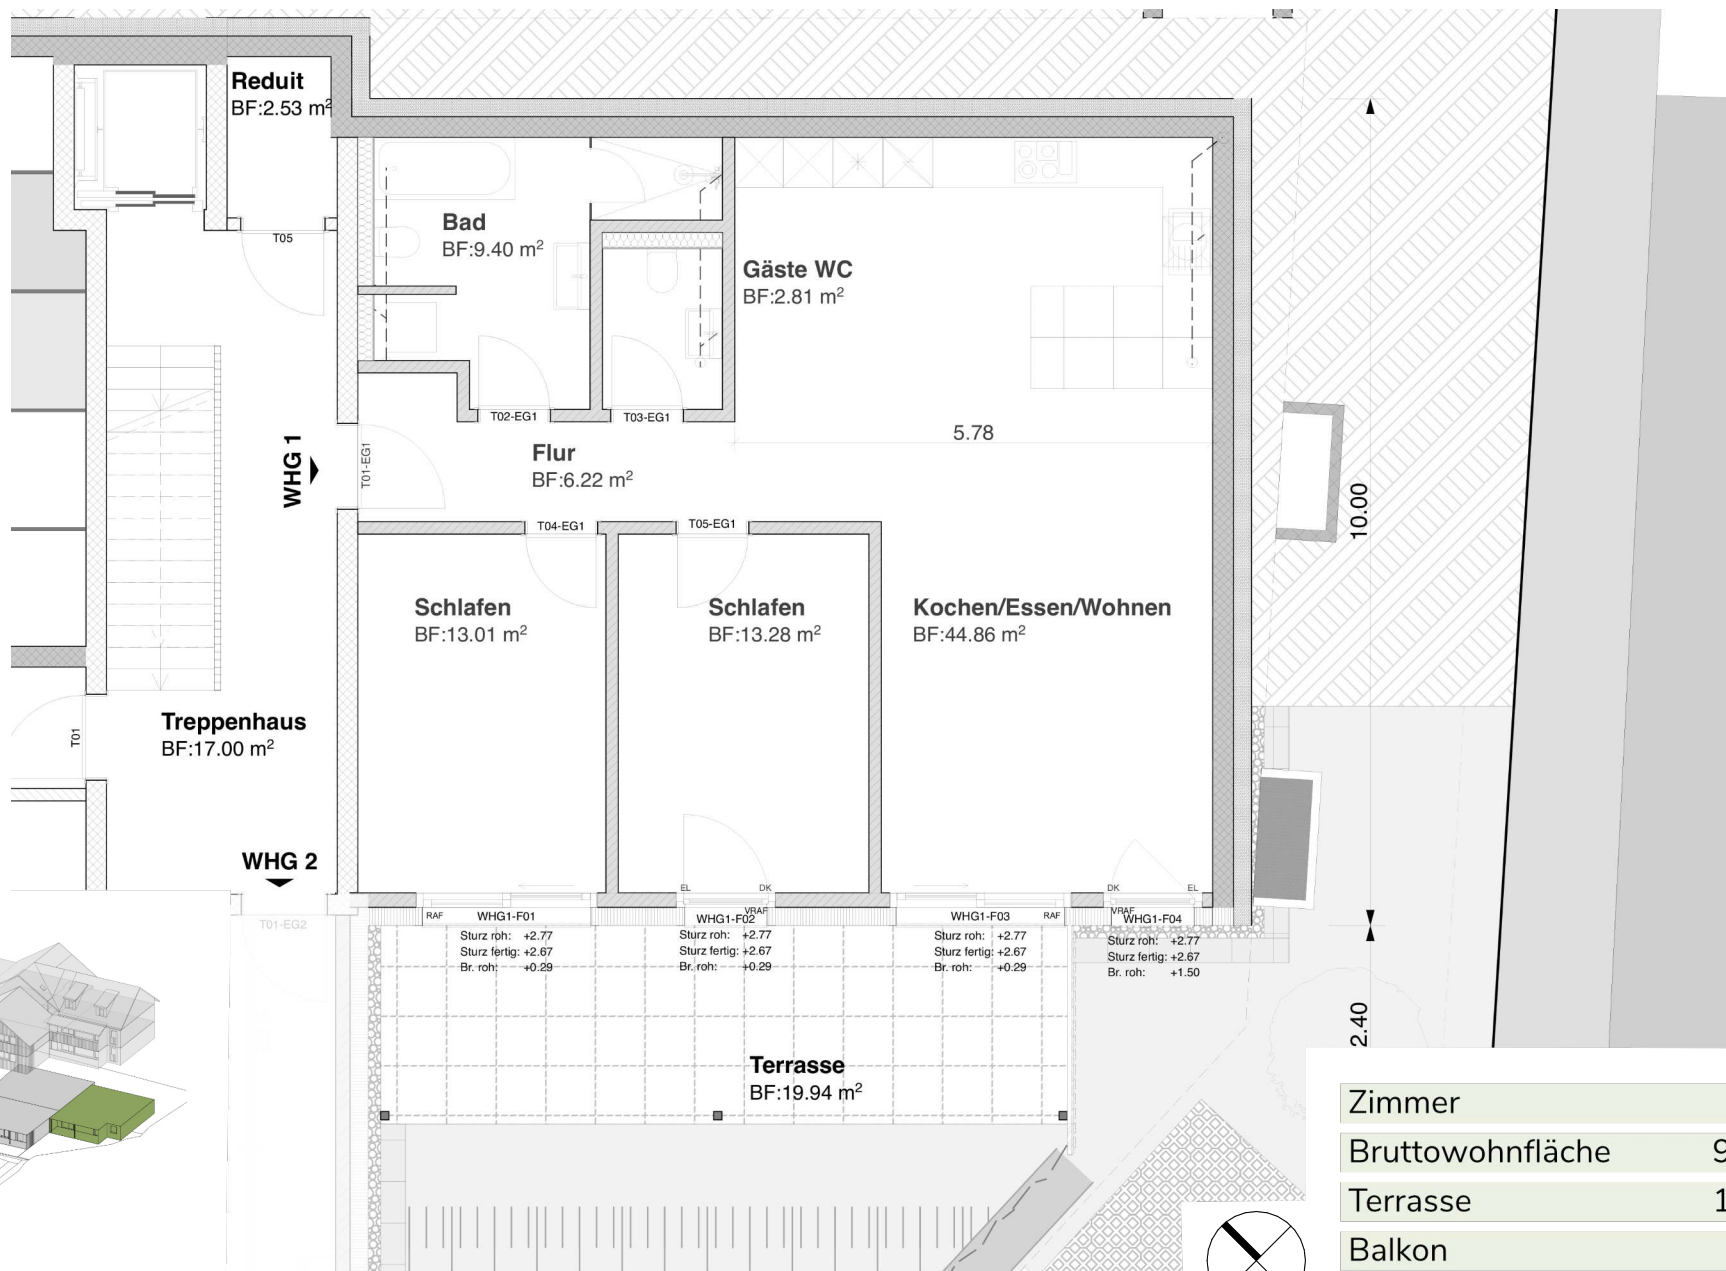 Reduit
BF:2.53 m²
T05
Bad
BF:9.40 m²
Gäste WC
BF:2.81 m²
T02-EG1
T03-EG1
5.78
WHG 1
T01-EG1
Flur
BF:6.22 m²
10.00
T04-EG1
T05-EG1
Schlafen
BF:13.01 m²
Schlafen
BF:13.28 m²
Kochen/Essen/Wohnen
BF:44.86 m²
Treppenhaus
BF:17.00 m²
T01
WHG 2
T01-EG2
EL
DK
DK
EL
RAF
WHG1-F01
VRAF
WHG1-F02
WHG1-F03
RAF
VRAF
WHG1-F04
Sturz roh: +2.77
Sturz fertig: +2.67
Br. roh: +0.29
Sturz roh: +2.77
Sturz fertig: +2.67
Br. roh: +0.29
Sturz roh: +2.77
Sturz fertig: +2.67
Br. roh: +0.29
Sturz roh: +2.77
Sturz fertig: +2.67
Br. roh: +1.50
2.40
Terrasse
BF:19.94 m²
Zimmer
Bruttowohnfläche 9
Terrasse 1
Balkon